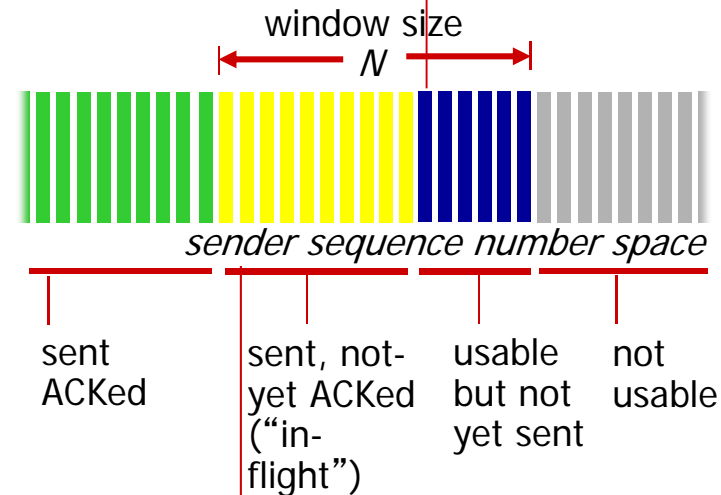 window size
N
sender sequence number space
sent
ACKed
sent, not-
yet ACKed
(“in-
flight”)
usable
but not
yet sent
not
usable